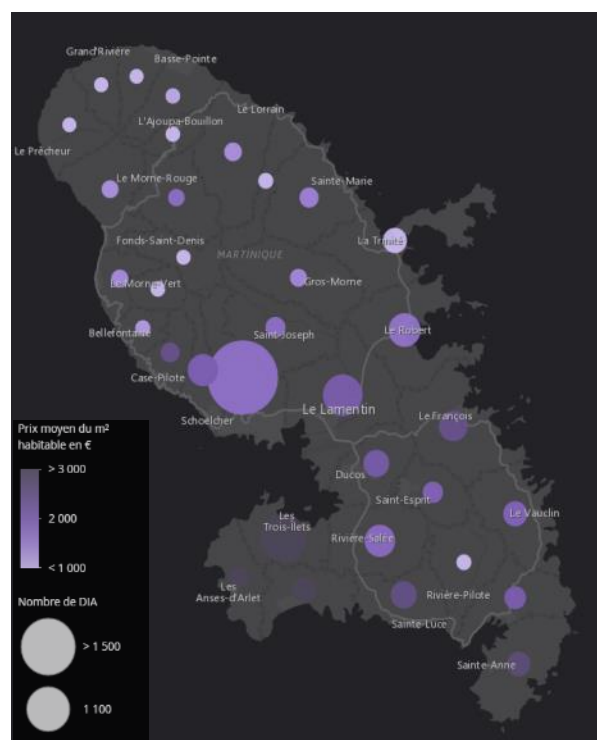 Grand'Rivière
Basse-Pointe
Le Lorrain
L'Ajoupa-Bouillon
Le Prêcheur
Le Morne-Rouge
Sainte-Marie
Fonds-Saint-Denis
La Trinité
MARTINIQUE
Le Morne-Vert
Gros-Morne
Bellefontaine
Saint-Joseph
Le Robert
Case-Pilote
Le Lamentin
Schoelcher
Le François
Prix moyen du m²
habitable en €
> 3 000
2 000
< 1 000
Ducos
Saint-Esprit
Le Vauclin
Les
Trois-Ilets
Rivière-Salée
Les
Anses-d'Arlet
Rivière-Pilote
Nombre de DIA
Sainte-Luce
> 1 500
Sainte-Anne
1 100